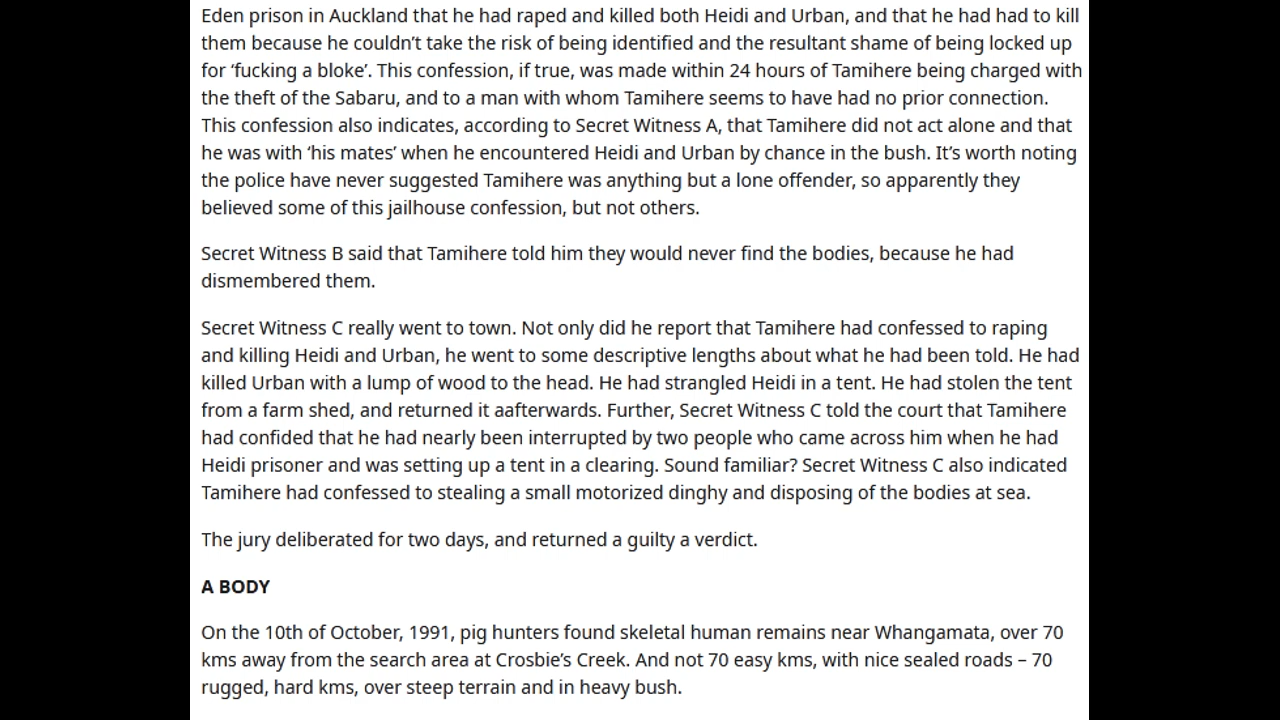 Eden prison in Auckland that he had raped and killed both Heidi and Urban, and that he had had to kill
them because he couldn’t take the risk of being identified and the resultant shame of being locked up
for ‘fucking a bloke’. This confession, if true, was made within 24 hours of Tamihere being charged with
the theft of the Sabaru, and to a man with whom Tamihere seems to have had no prior connection.
This confession also indicates, according to Secret Witness A, that Tamihere did not act alone and that
he was with ‘his mates’ when he encountered Heidi and Urban by chance in the bush. It’s worth noting
the police have never suggested Tamihere was anything but a lone offender, so apparently they
believed some of this jailhouse confession, but not others.
Secret Witness B said that Tamihere told him they would never find the bodies, because he had
dismembered them.
Secret Witness C really went to town. Not only did he report that Tamihere had confessed to raping
and killing Heidi and Urban, he went to some descriptive lengths about what he had been told. He had
killed Urban with a lump of wood to the head. He had strangled Heidi in a tent. He had stolen the tent
from a farm shed, and returned it aafterwards. Further, Secret Witness C told the court that Tamihere
had confided that he had nearly been interrupted by two people who came across him when he had
Heidi prisoner and was setting up a tent in a clearing. Sound familiar? Secret Witness C also indicated
Tamihere had confessed to stealing a small motorized dinghy and disposing of the bodies at sea.
The jury deliberated for two days, and returned a guilty a verdict.
A BODY
On the 10th of October, 1991, pig hunters found skeletal human remains near Whangamata, over 70
kms away from the search area at Crosbie’s Creek. And not 70 easy kms, with nice sealed roads – 70
rugged, hard kms, over steep terrain and in heavy bush.